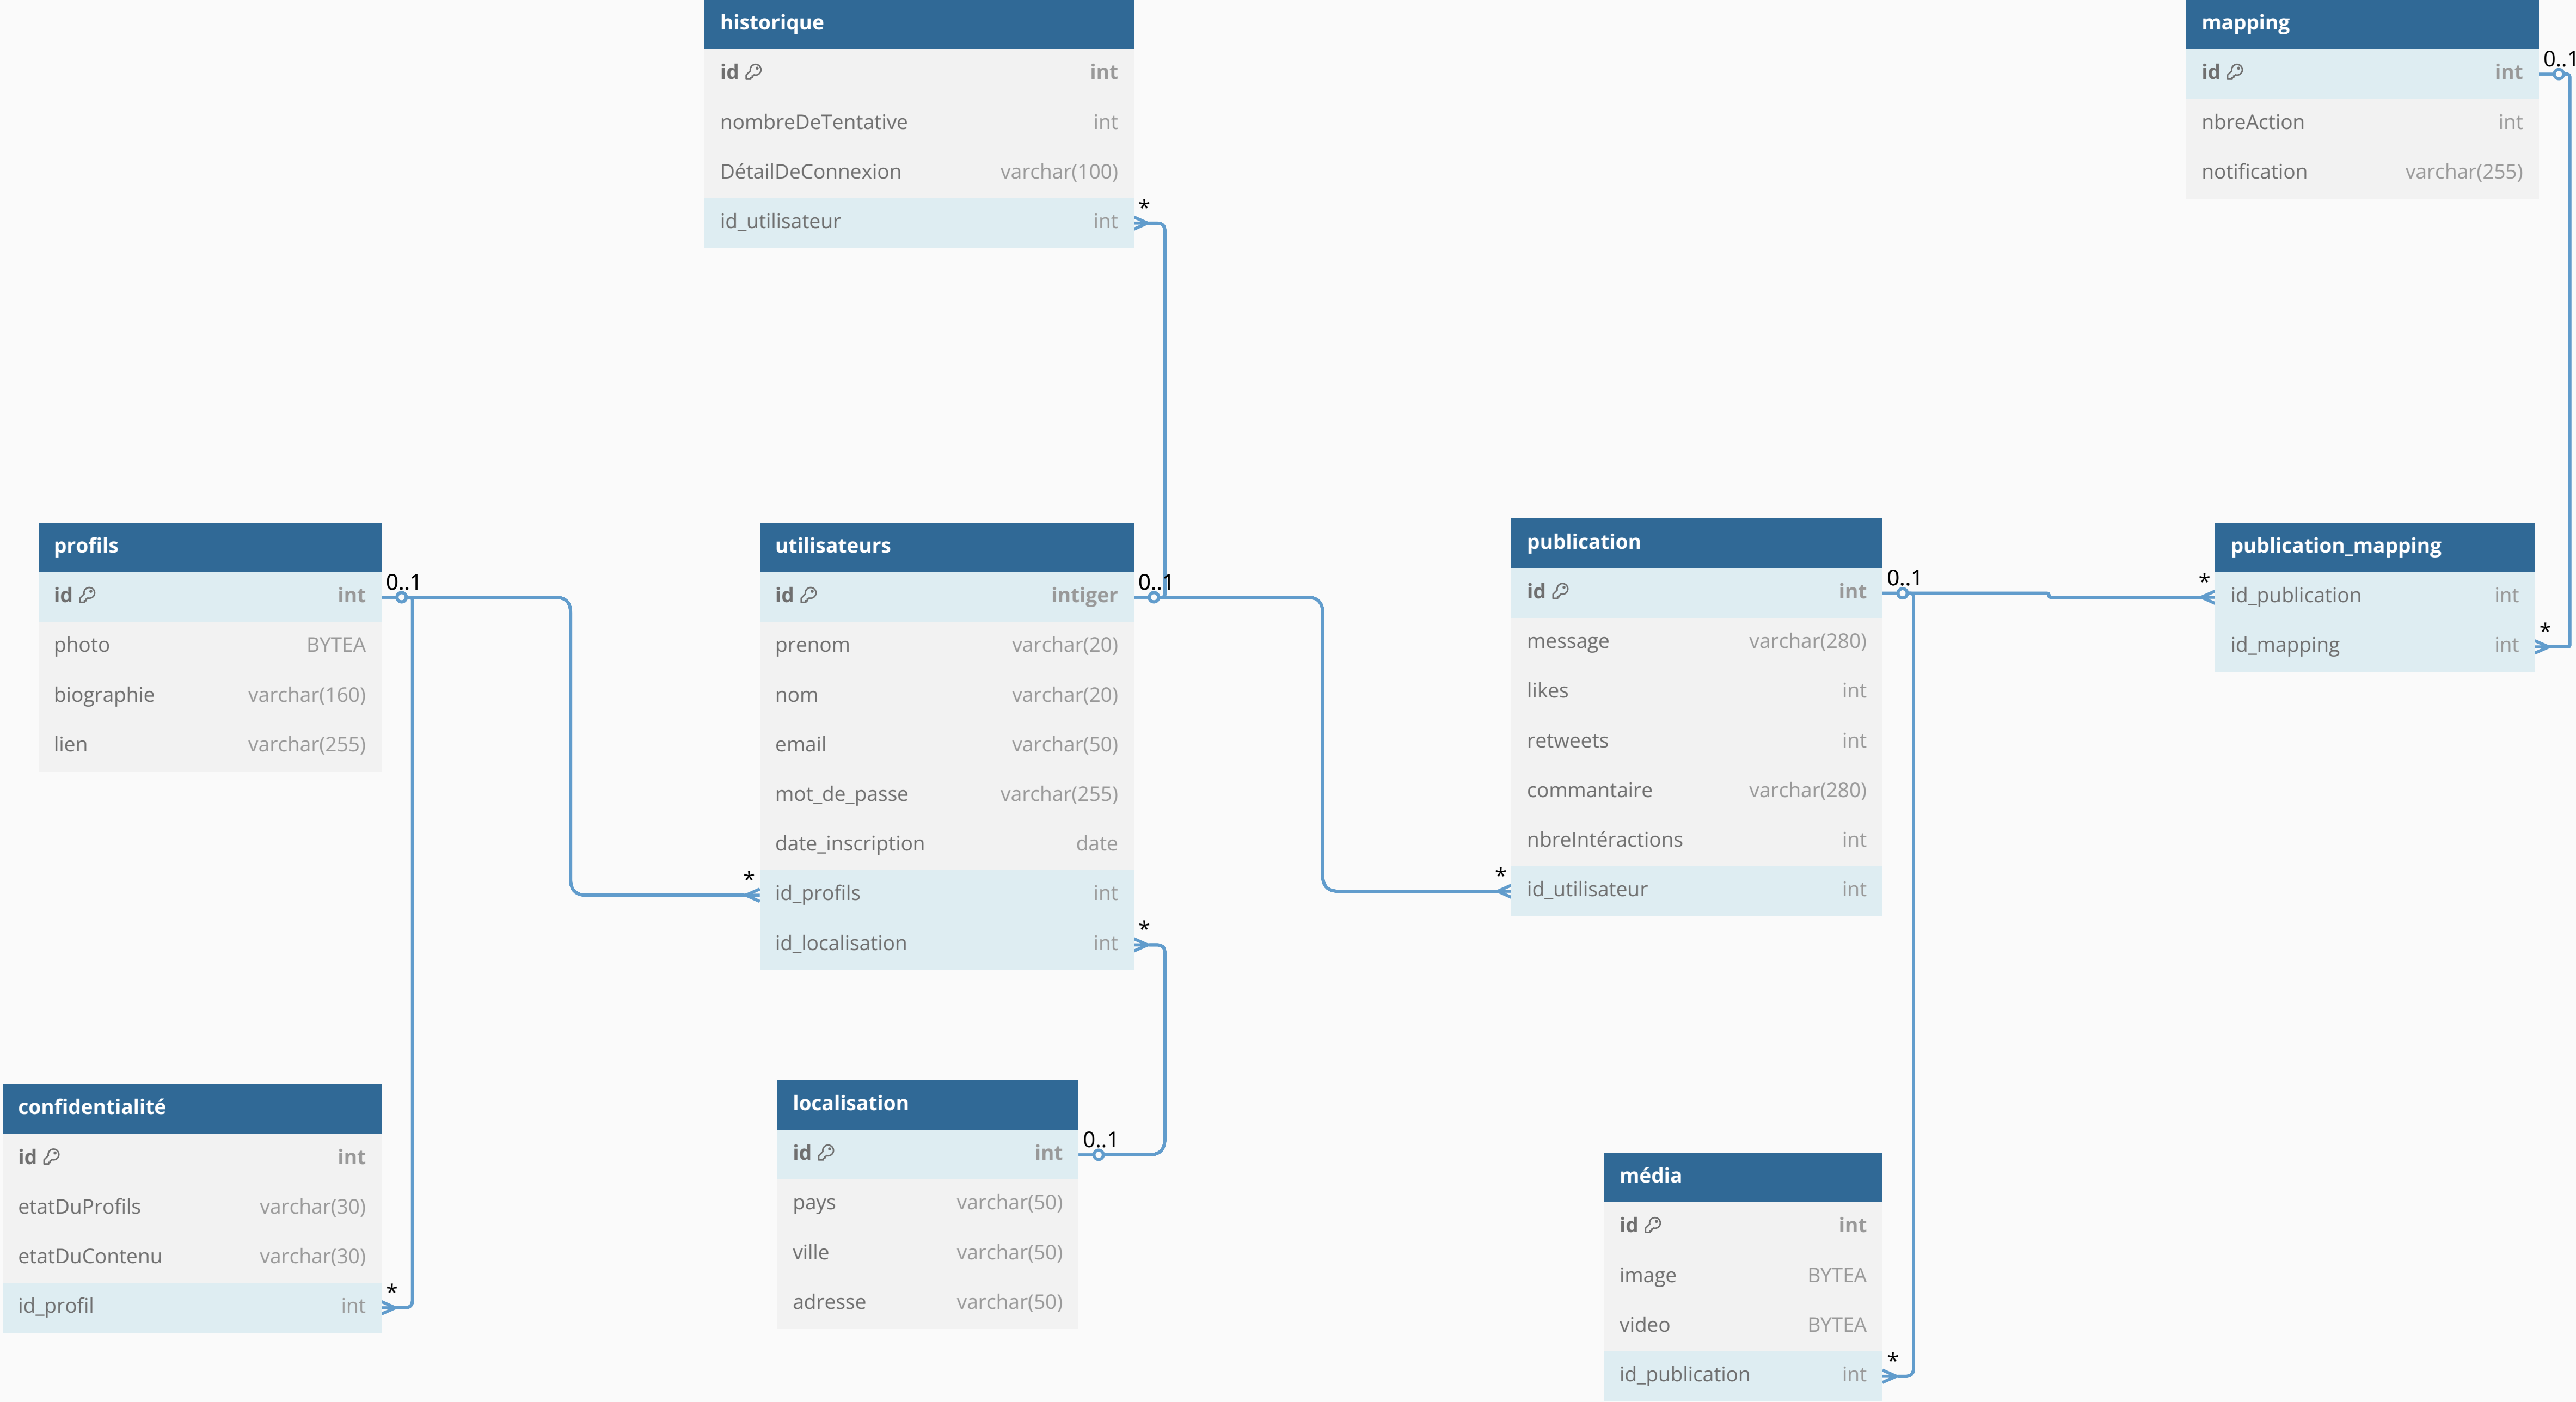 historique
id int
nombreDeTentative int
DétailDeConnexion varchar(100)
id_utilisateur int
*
mapping
id int
0..1
nbreAction int
notification varchar(255)
profils
id int
0..1
photo BYTEA
biographie varchar(160)
lien varchar(255)
utilisateurs
id intiger
0..1
prenom varchar(20)
nom varchar(20)
email varchar(50)
mot_de_passe varchar(255)
date_inscription date
*
id_profils int
*
id_localisation int
publication
id int
0..1
message varchar(280)
likes int
retweets int
commantaire varchar(280)
nbreIntéractions int
*
id_utilisateur int
publication_mapping
*
id_publication int
*
id_mapping int
confidentialité
id int
etatDuProfils varchar(30)
etatDuContenu varchar(30)
*
id_profil int
localisation
id int
0..1
pays varchar(50)
ville varchar(50)
adresse varchar(50)
média
id int
image BYTEA
video BYTEA
*
id_publication int